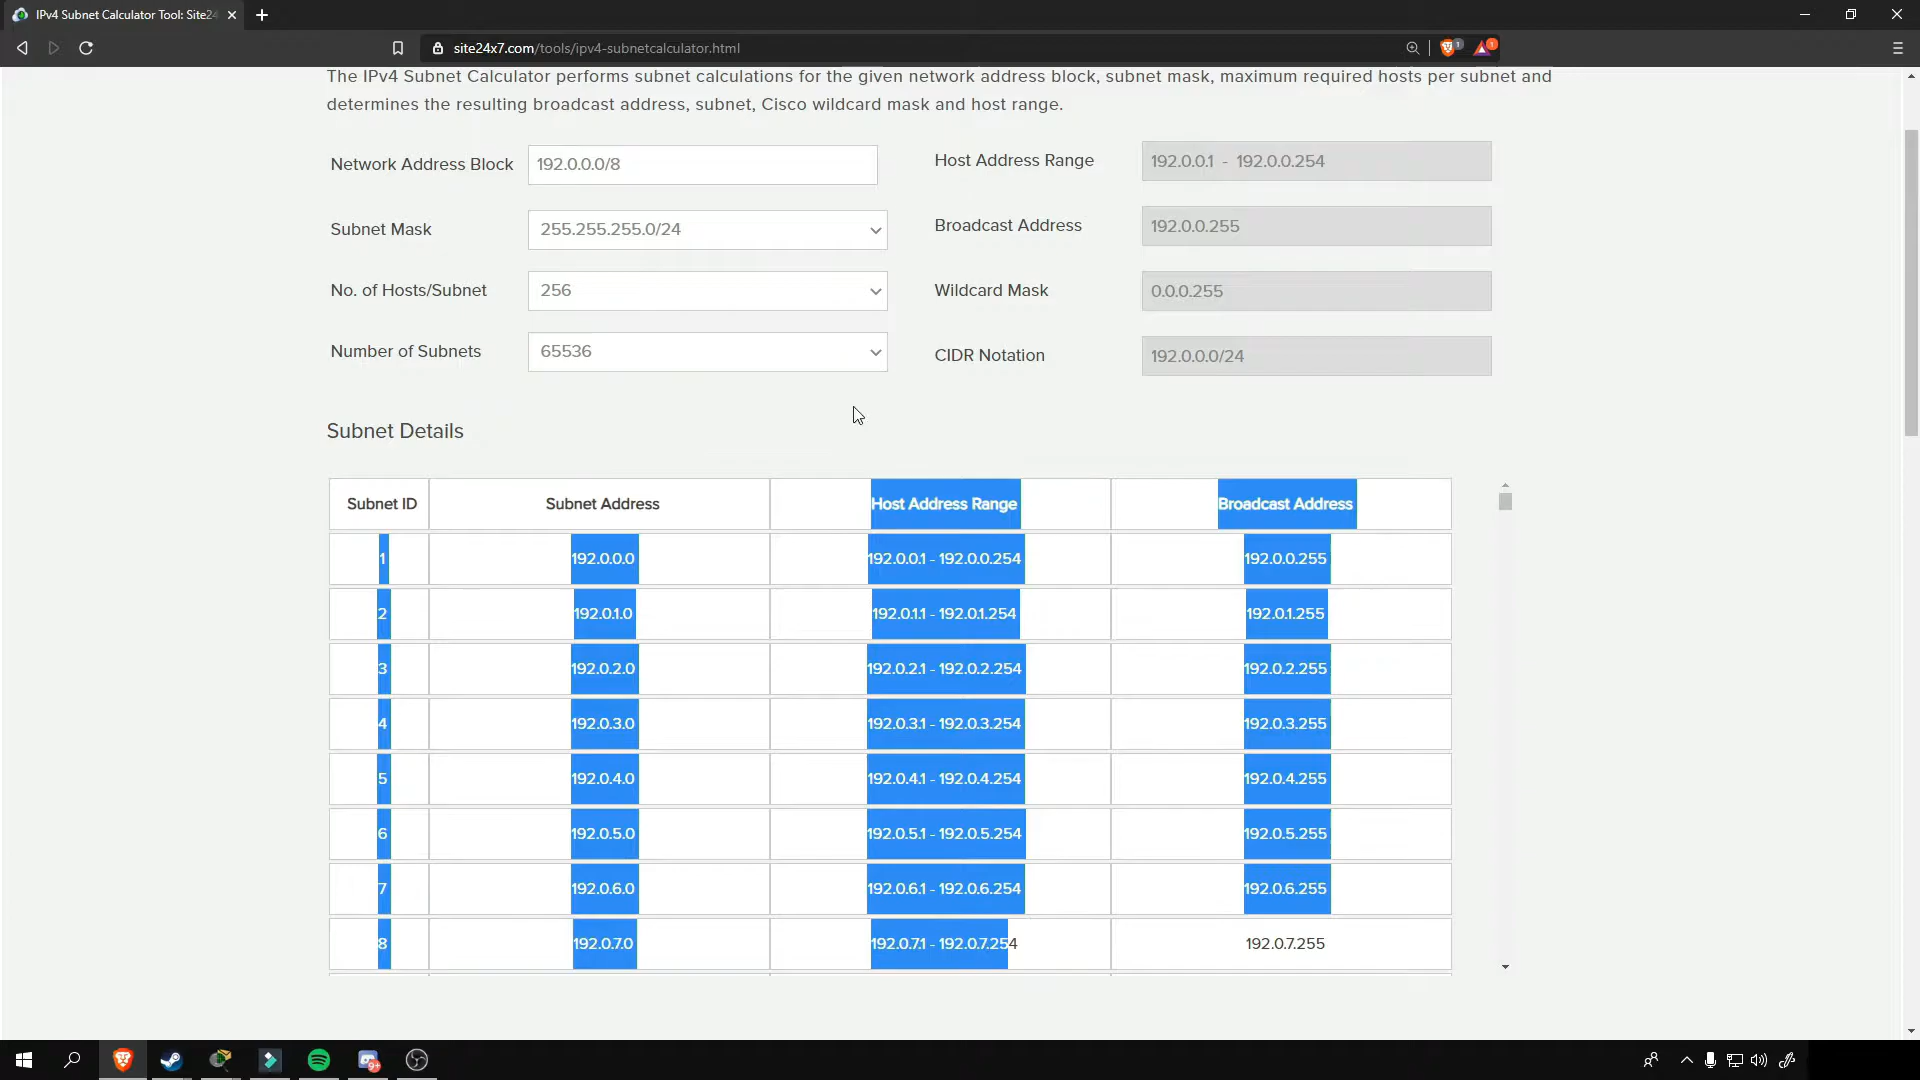 IPv4 Subnet Calculator Tool: Site24
site24x7.com/tools/ipv4-subnetcalculator.html
1
1
The IPv4 Subnet Calculator performs subnet calculations for the given network address block, subnet mask, maximum required hosts per subnet and
determines the resulting broadcast address, subnet, Cisco wildcard mask and host range.
Network Address Block 192.0.0.0/8
Host Address Range 192.0.0.1 - 192.0.0.254
Subnet Mask 255.255.255.0/24
Broadcast Address 192.0.0.255
No. of Hosts/Subnet 256
Wildcard Mask 0.0.0.255
Number of Subnets 65536
CIDR Notation 192.0.0.0/24
Subnet Details
Subnet ID Subnet Address Host Address Range Broadcast Address
1 192.0.0.0 192.0.0.1 - 192.0.0.254 192.0.0.255
2 192.0.1.0 192.0.1.1 - 192.0.1.254 192.0.1.255
3 192.0.2.0 192.0.2.1 - 192.0.2.254 192.0.2.255
4 192.0.3.0 192.0.3.1 - 192.0.3.254 192.0.3.255
5 192.0.4.0 192.0.4.1 - 192.0.4.254 192.0.4.255
6 192.0.5.0 192.0.5.1 - 192.0.5.254 192.0.5.255
7 192.0.6.0 192.0.6.1 - 192.0.6.254 192.0.6.255
8 192.0.7.0 192.0.7.1 - 192.0.7.254 192.0.7.255
9+